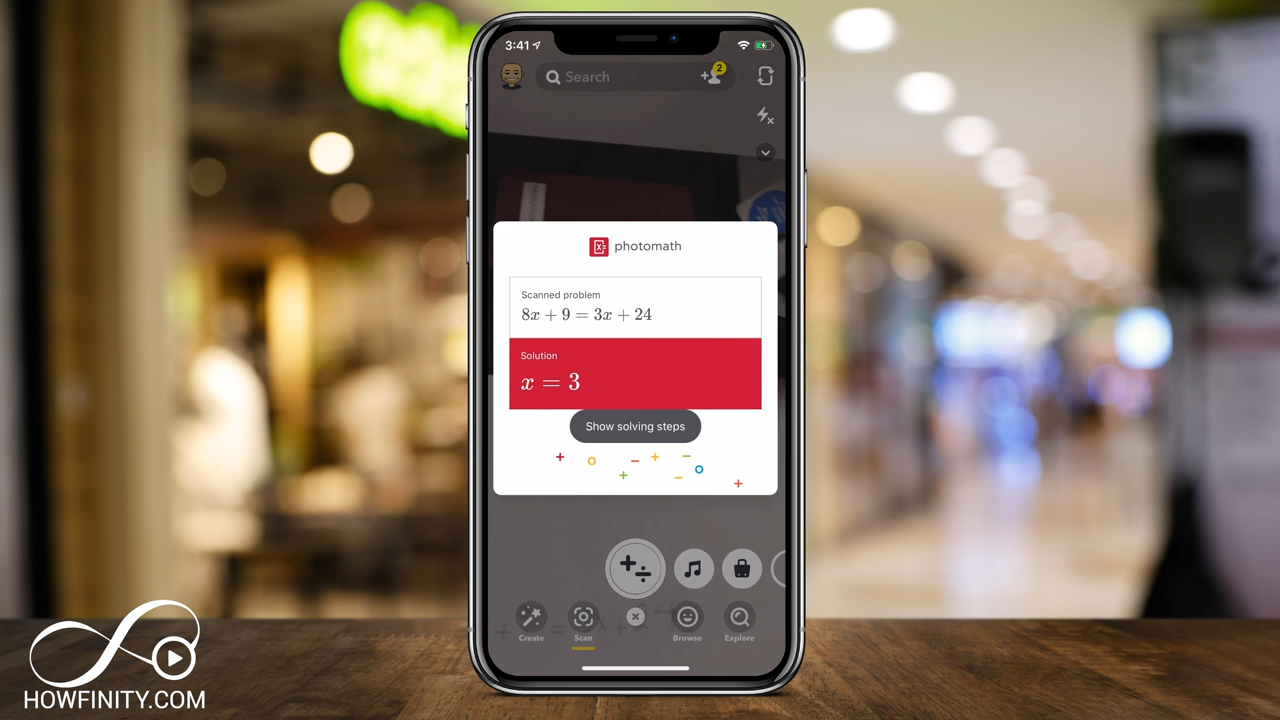 3:41
Search
2
photomath
Scanned problem
8x + 9 = 3x + 24
Solution
x = 3
Show solving steps
Create
Scan
Browse
Explore
HOWFINITY.COM